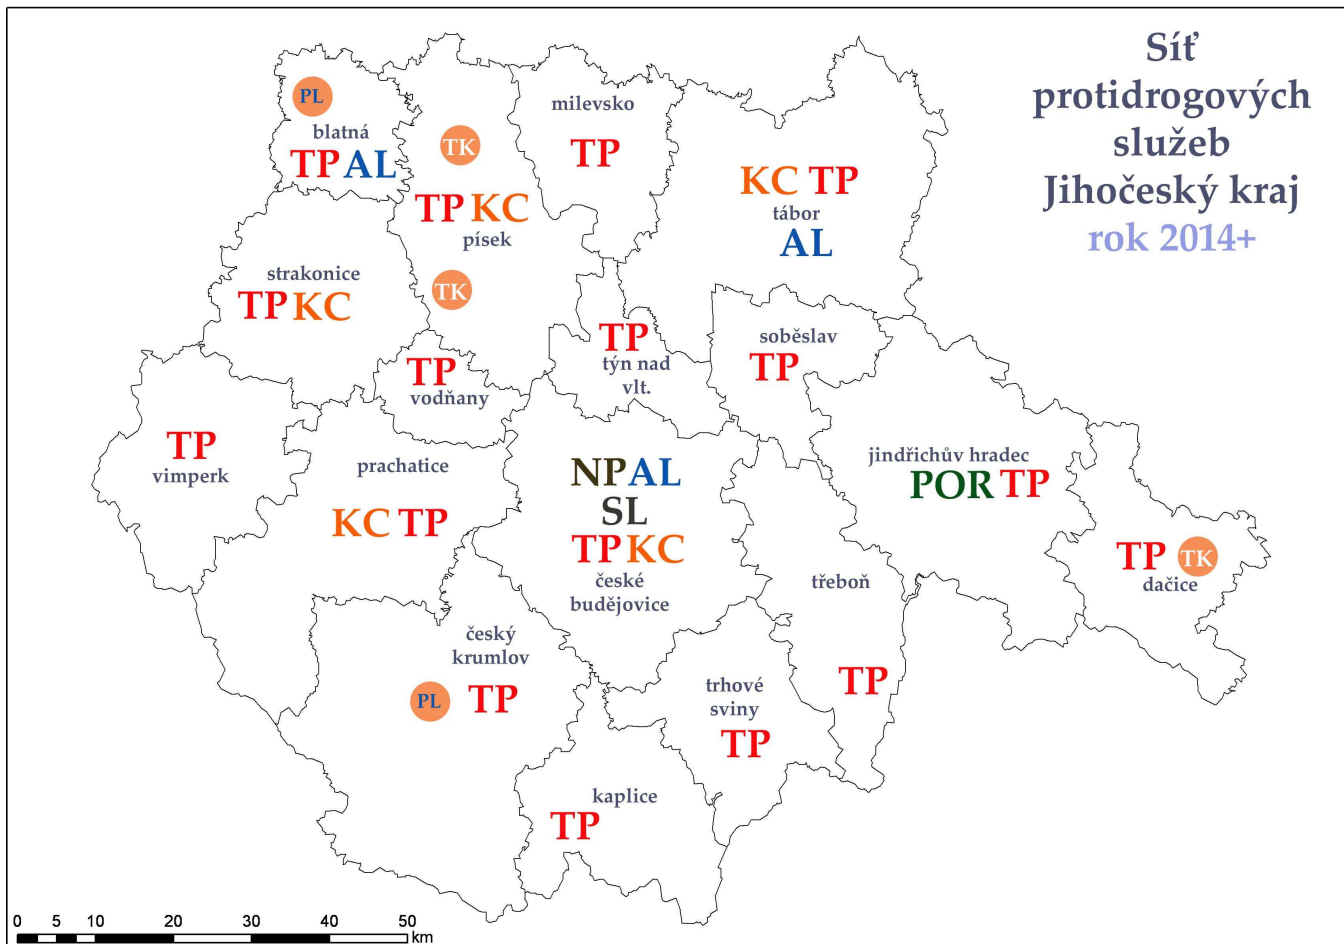 Síť
protidrogových
služeb
Jihočeský kraj
rok 2014+
PL
blatná
TP AL
TK
TP KC
písek
TK
milevsko
TP
KC TP
tábor
AL
strakonice
TP KC
TP
vodňany
TP
týn nad
vlt.
soběslav
TP
TP
vimperk
prachatice
KC TP
NP AL
SL
TP KC
české
budějovice
jindřichův hradec
POR TP
TP TK
dačice
třeboň
TP
český
krumlov
PL TP
trhové
sviny
TP
kaplice
TP
0 5 10 20 30 40 50
km